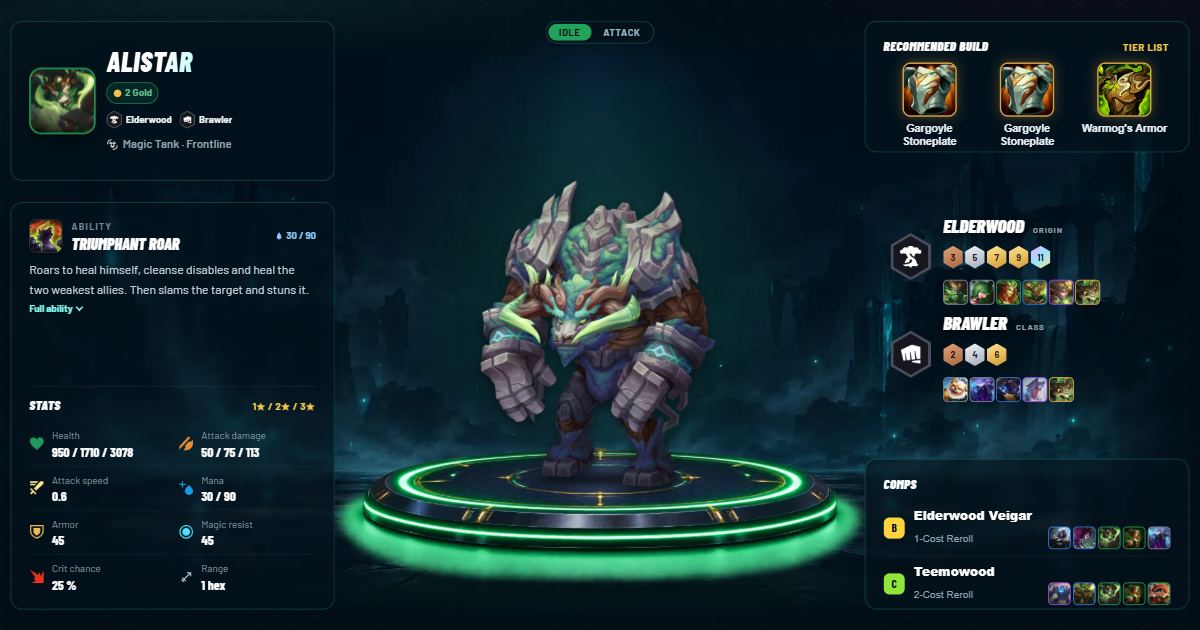 ALISTAR
2 Gold
Elderwood Brawler
Magic Tank · Frontline
ABILITY
TRIUMPHANT ROAR
30 / 90
Roars to heal himself, cleanse disables and heal the
two weakest allies. Then slams the target and stuns it.
Full ability
STATS
1★ / 2★ / 3★
Health
950 / 1710 / 3078
Attack damage
50 / 75 / 113
Attack speed
0.6
Mana
30 / 90
Armor
45
Magic resist
45
Crit chance
25 %
Range
1 hex
IDLE ATTACK
RECOMMENDED BUILD
TIER LIST
Gargoyle
Stoneplate
Gargoyle
Stoneplate
Warmog's Armor
ELDERWOOD ORIGIN
3 5 7 9 11
BRAWLER CLASS
2 4 6
COMPS
B
Elderwood Veigar
1-Cost Reroll
C
Teemowood
2-Cost Reroll